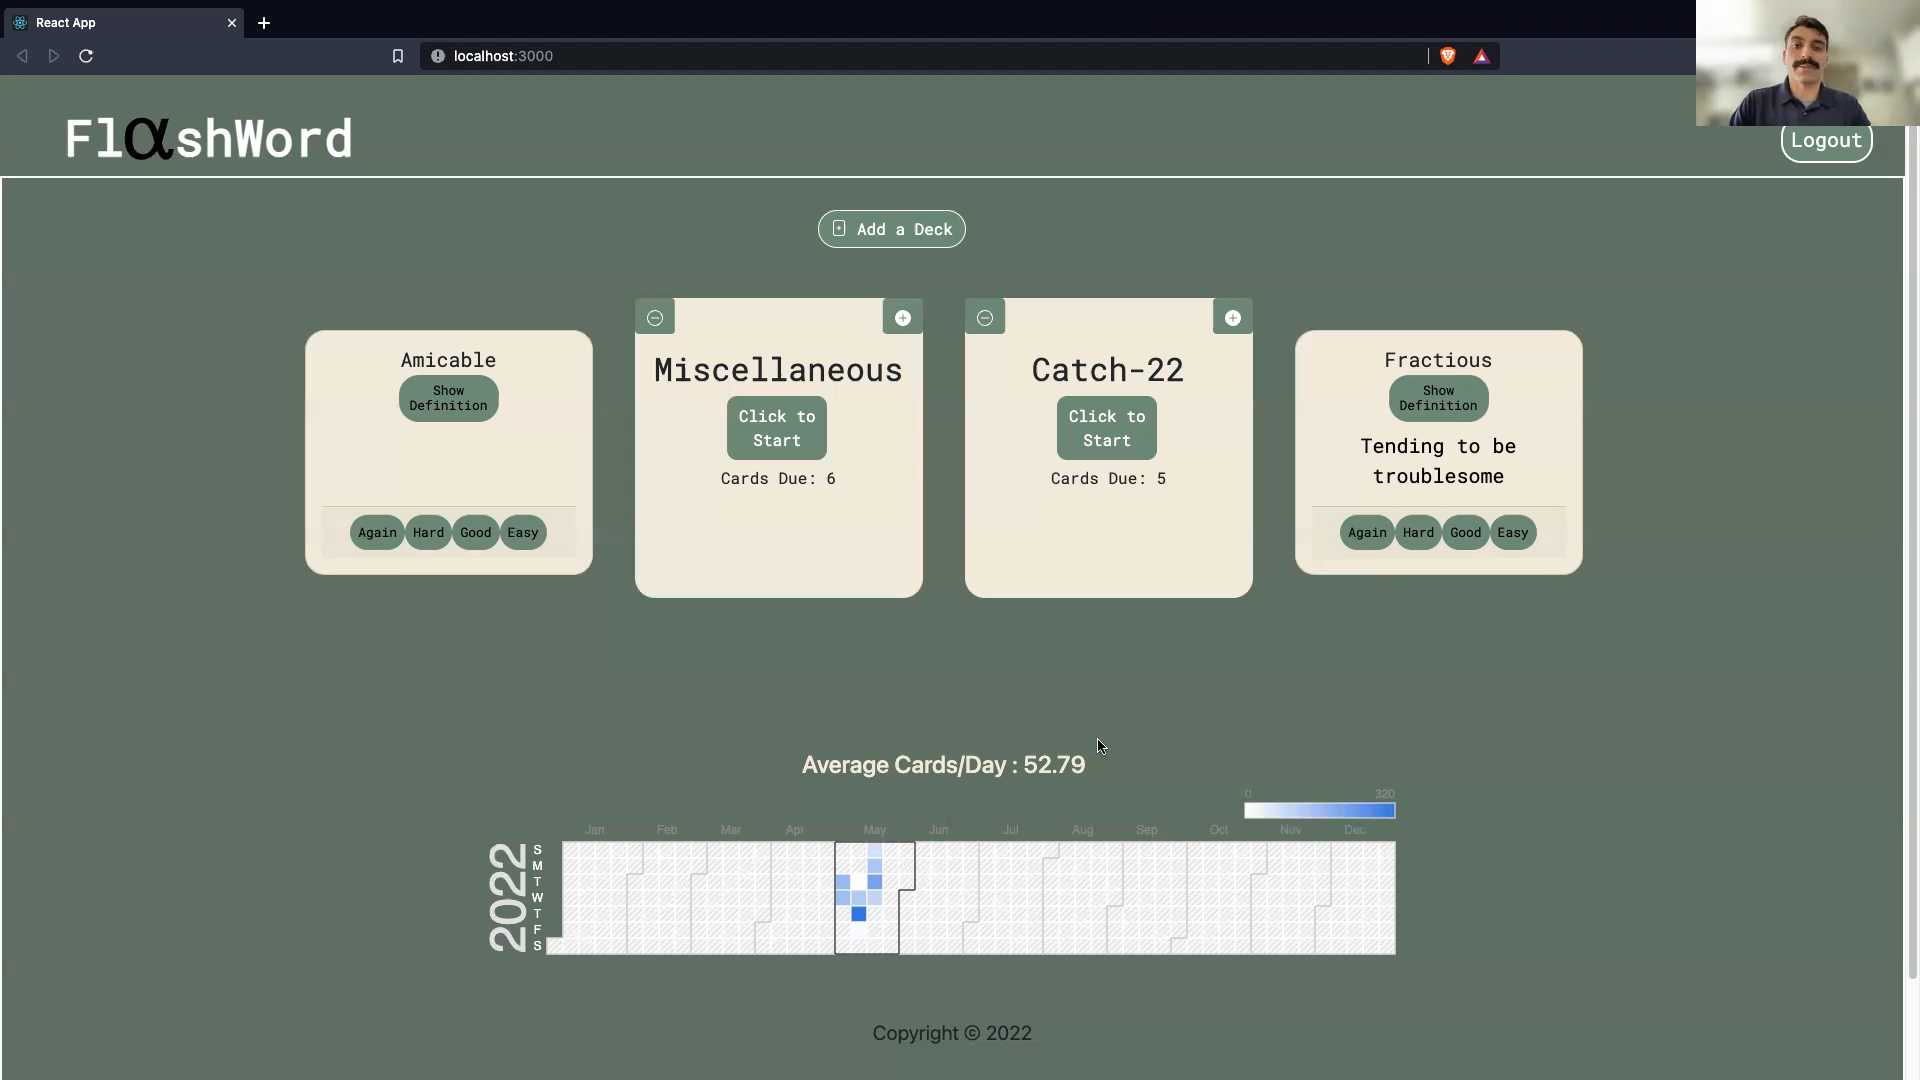 React App
localhost:3000
FlαshWord
Logout
Add a Deck
Amicable
Show
Definition
Again Hard Good Easy
Miscellaneous
Click to
Start
Cards Due: 6
Catch-22
Click to
Start
Cards Due: 5
Fractious
Show
Definition
Tending to be
troublesome
Again Hard Good Easy
Average Cards/Day : 52.79
0 320
Jan Feb Mar Apr May Jun Jul Aug Sep Oct Nov Dec
2022
S
M
T
W
T
F
S
Copyright © 2022